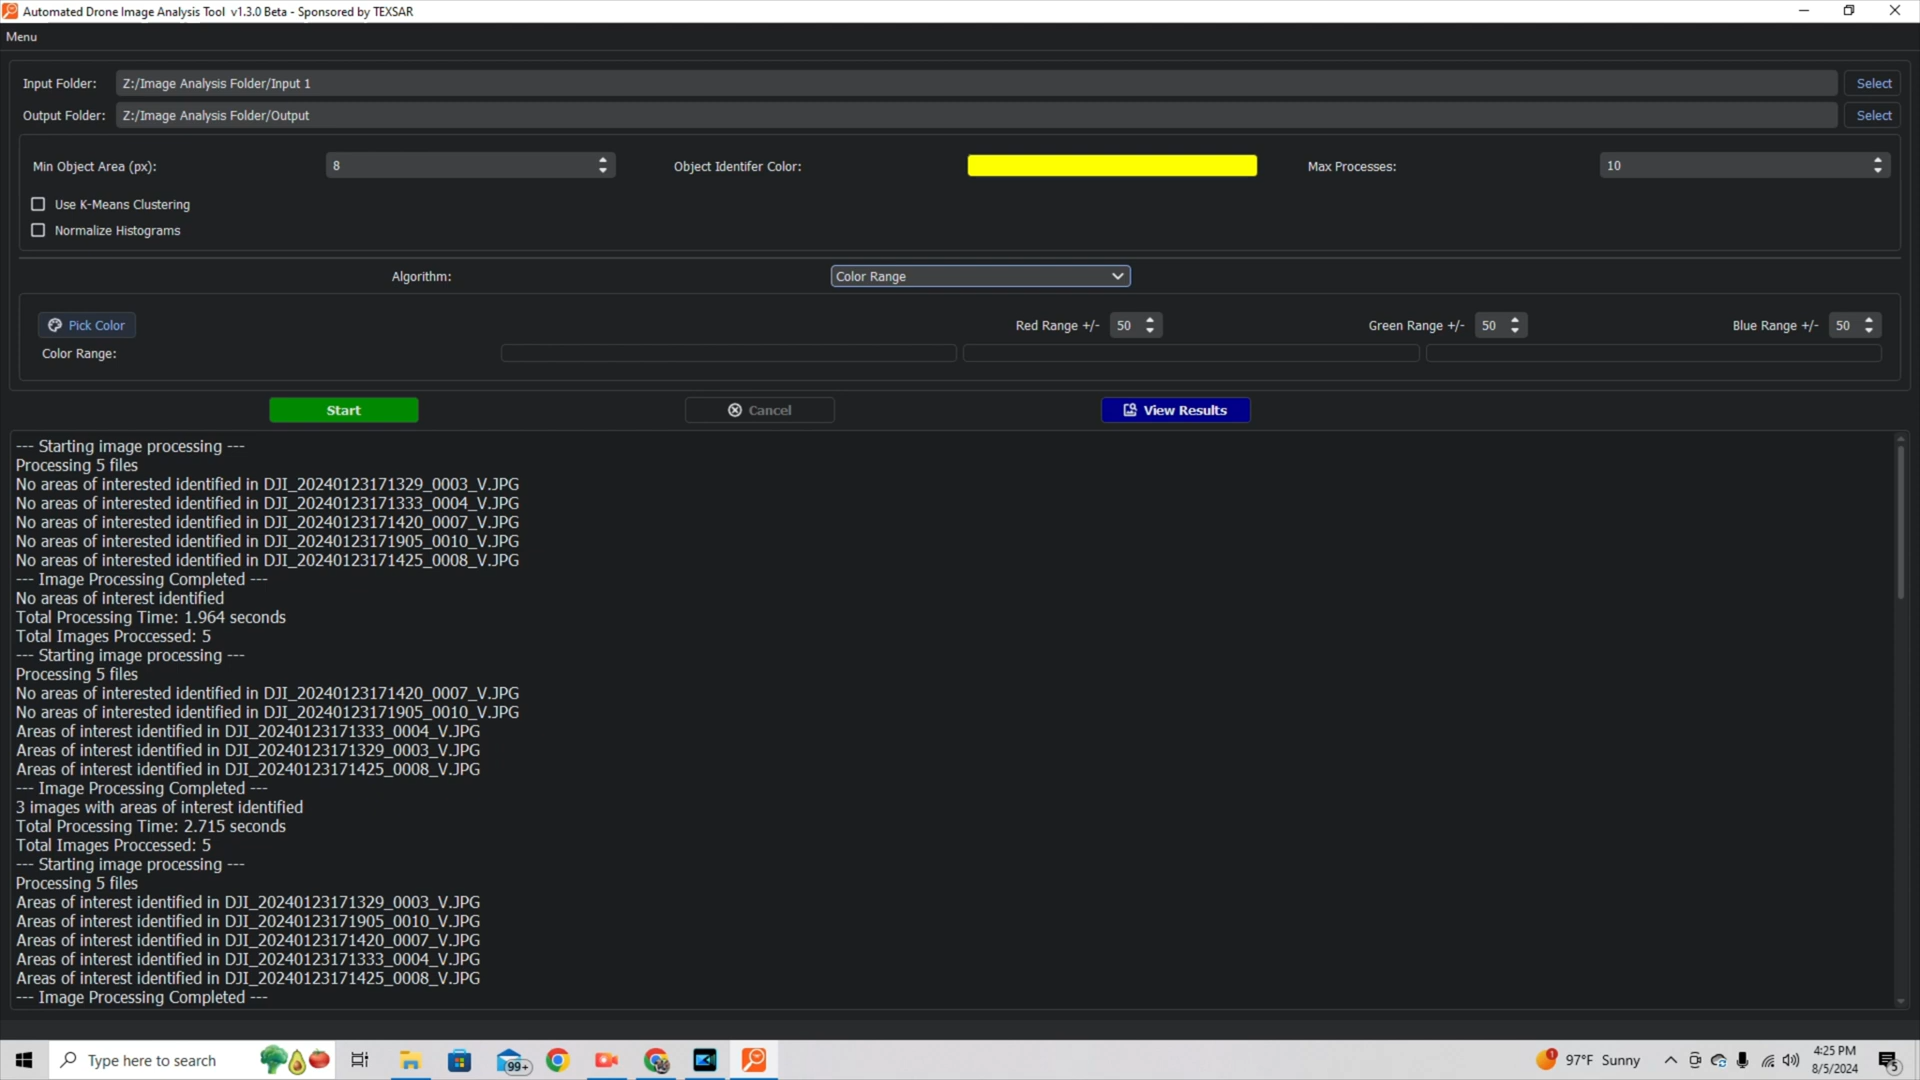 Automated Drone Image Analysis Tool v1.3.0 Beta - Sponsored by TEXSAR
Menu
Input Folder: Z:/Image Analysis Folder/Input 1 Select
Output Folder: Z:/Image Analysis Folder/Output Select
Min Object Area (px): 8 Object Identifer Color: Max Processes: 10
Use K-Means Clustering
Normalize Histograms
Algorithm: Color Range
Pick Color Red Range +/- 50 Green Range +/- 50 Blue Range +/- 50
Color Range:
Start Cancel View Results
--- Starting image processing ---
Processing 5 files
No areas of interested identified in DJI_20240123171329_0003_V.JPG
No areas of interested identified in DJI_20240123171333_0004_V.JPG
No areas of interested identified in DJI_20240123171420_0007_V.JPG
No areas of interested identified in DJI_20240123171905_0010_V.JPG
No areas of interested identified in DJI_20240123171425_0008_V.JPG
--- Image Processing Completed ---
No areas of interest identified
Total Processing Time: 1.964 seconds
Total Images Proccessed: 5
--- Starting image processing ---
Processing 5 files
No areas of interested identified in DJI_20240123171420_0007_V.JPG
No areas of interested identified in DJI_20240123171905_0010_V.JPG
Areas of interest identified in DJI_20240123171333_0004_V.JPG
Areas of interest identified in DJI_20240123171329_0003_V.JPG
Areas of interest identified in DJI_20240123171425_0008_V.JPG
--- Image Processing Completed ---
3 images with areas of interest identified
Total Processing Time: 2.715 seconds
Total Images Proccessed: 5
--- Starting image processing ---
Processing 5 files
Areas of interest identified in DJI_20240123171329_0003_V.JPG
Areas of interest identified in DJI_20240123171905_0010_V.JPG
Areas of interest identified in DJI_20240123171420_0007_V.JPG
Areas of interest identified in DJI_20240123171333_0004_V.JPG
Areas of interest identified in DJI_20240123171425_0008_V.JPG
--- Image Processing Completed ---
Type here to search 99+ 1 97°F Sunny 4:25 PM
8/5/2024 5